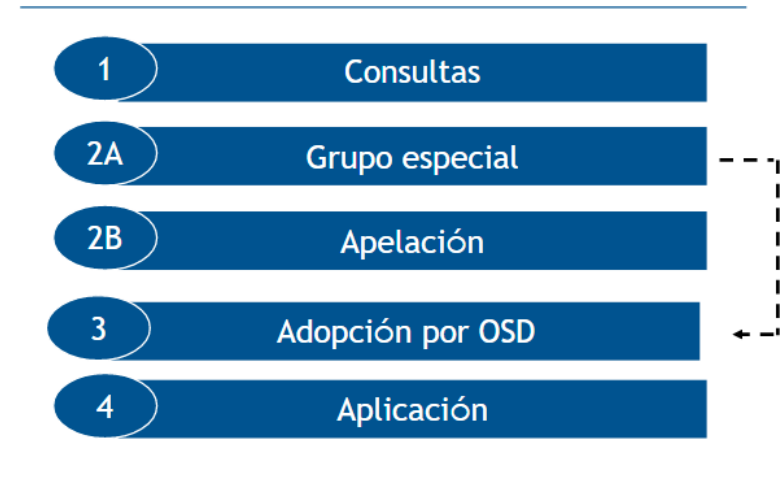 1 Consultas
2A Grupo especial
2B Apelación
3 Adopción por OSD
4 Aplicación